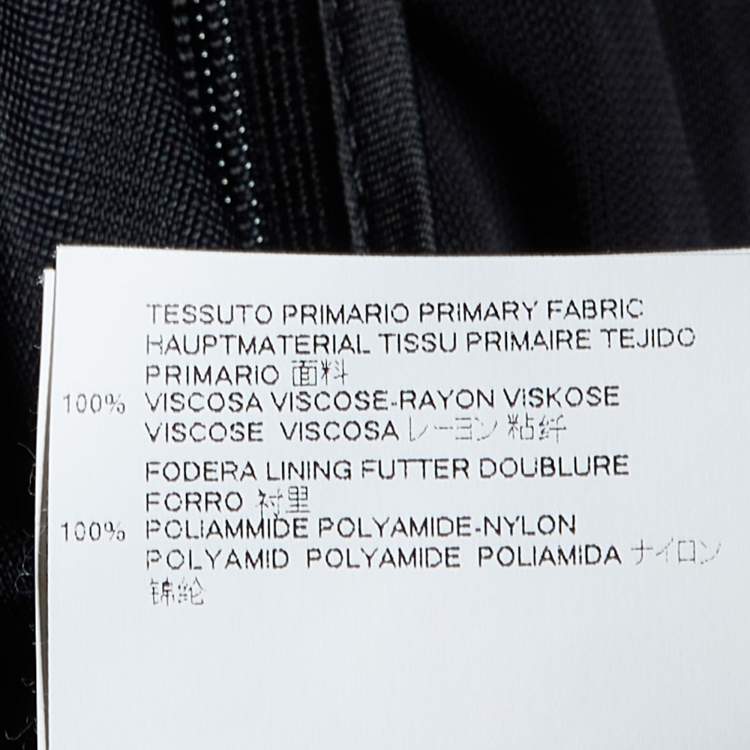 TESSUTO PRIMARIO PRIMARY FABRIC
HAUPTMATERIAL TISSU PRIMAIRE TEJIDO
PRIMARIO 面料
100% VISCOSA VISCOSE-RAYON VISKOSE
VISCOSE VISCOSA レーヨン 粘纤
FODERA LINING FUTTER DOUBLURE
FORRO 衬里
100% POLIAMMIDE POLYAMIDE-NYLON
POLYAMID POLYAMIDE POLIAMIDA ナイロン
锦纶